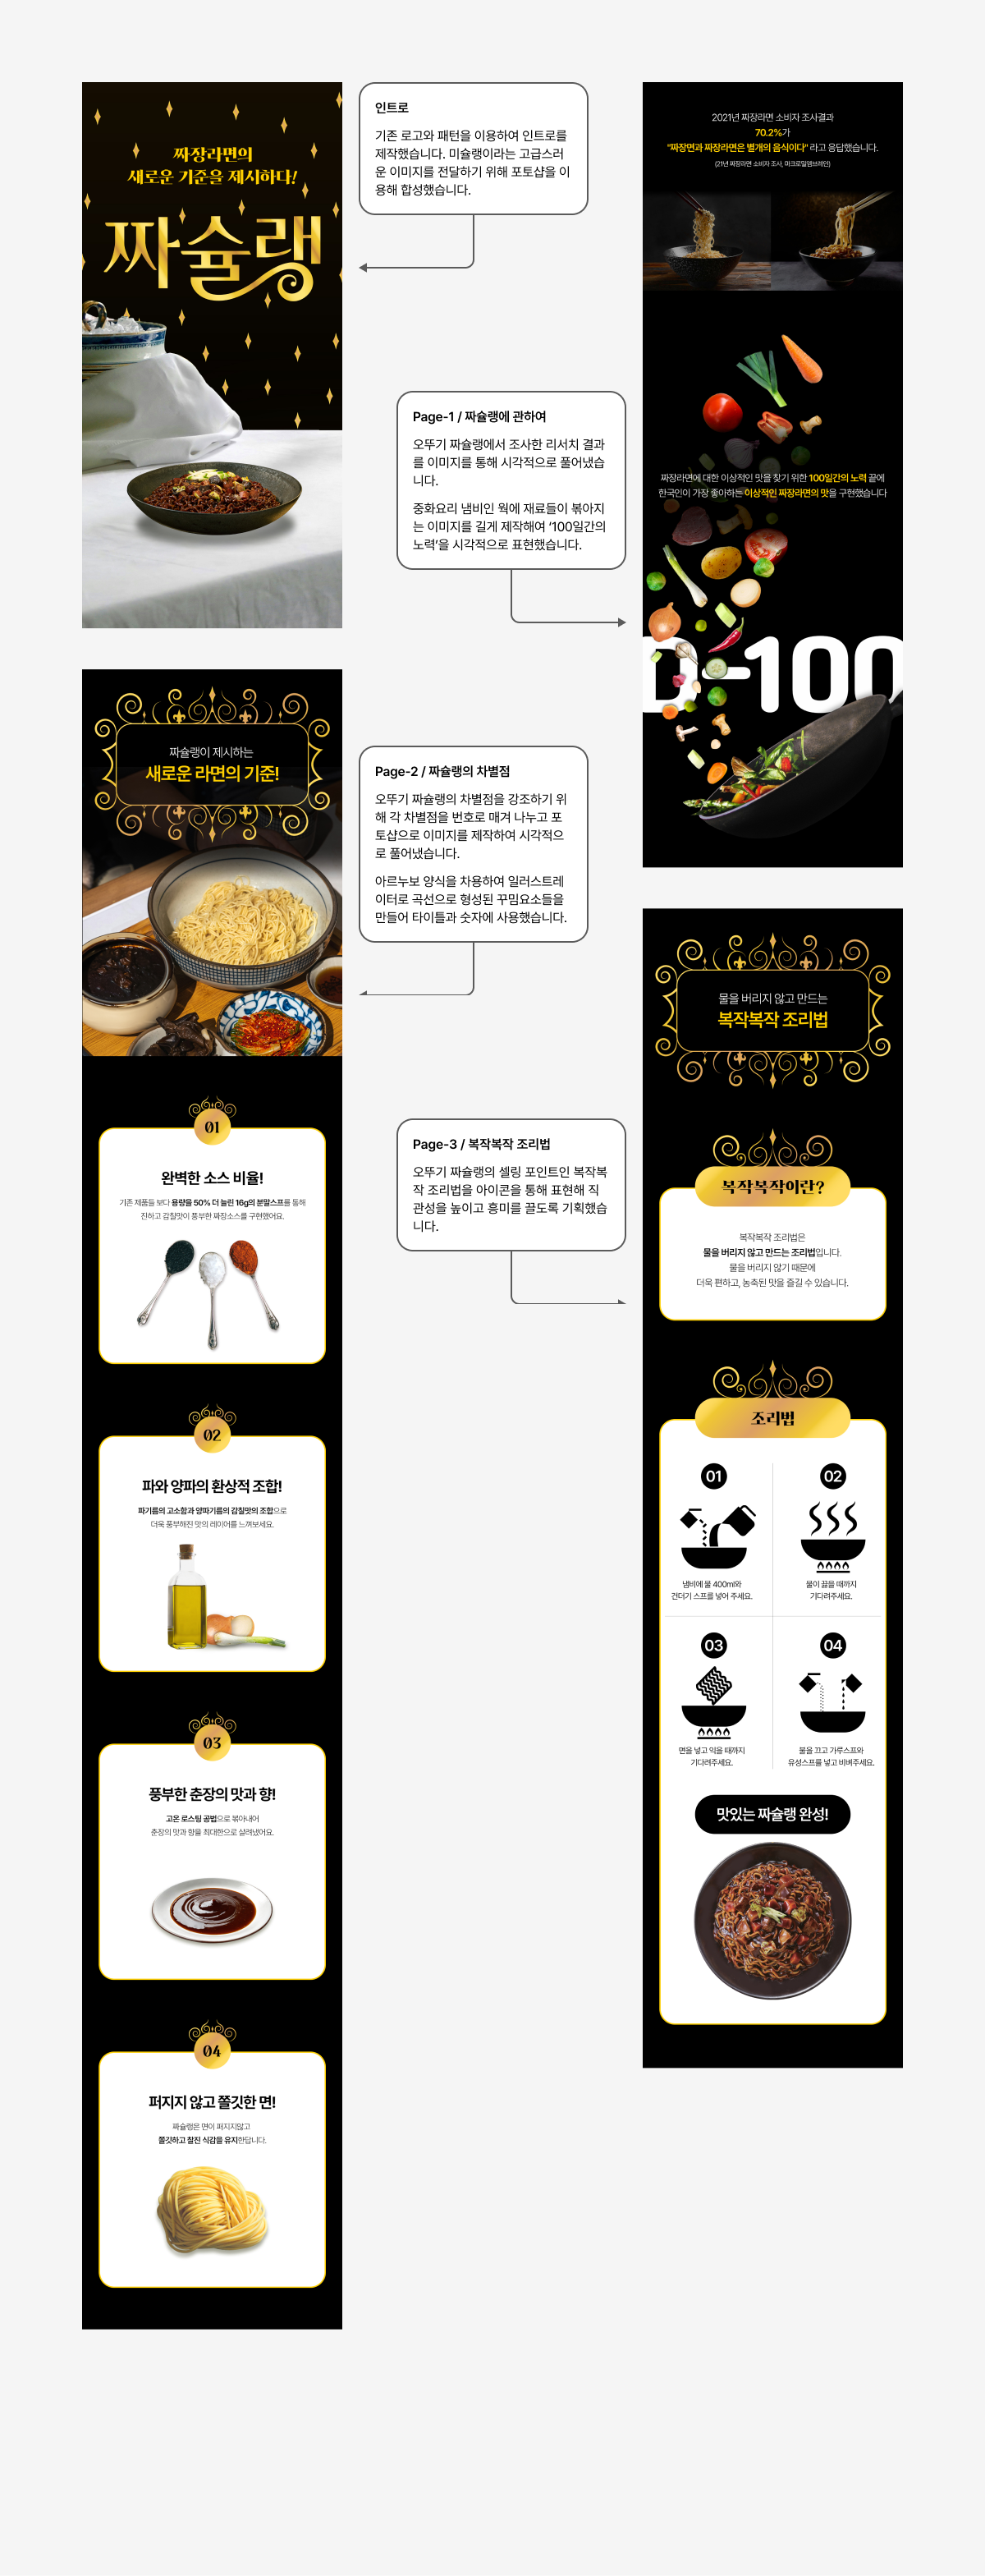 짜장라면의
새로운 기준을 제시하다!
짜슐랭
인트로
기존 로고와 패턴을 이용하여 인트로를
제작했습니다. 미슐랭이라는 고급스러
운 이미지를 전달하기 위해 포토샵을 이
용해 합성했습니다.
2021년 짜장라면 소비자 조사결과
70.2%가
"짜장면과 짜장라면은 별개의 음식이다" 라고 응답했습니다.
(21년 짜장라면 소비자 조사, 마크로밀엠브레인)
Page-1 / 짜슐랭에 관하여
오뚜기 짜슐랭에서 조사한 리서치 결과
를 이미지를 통해 시각적으로 풀어냈습
니다.
중화요리 냄비인 웍에 재료들이 볶아지
는 이미지를 길게 제작해여 ‘100일간의
노력’을 시각적으로 표현했습니다.
짜장라면에 대한 이상적인 맛을 찾기 위한 100일간의 노력 끝에
한국인이 가장 좋아하는 이상적인 짜장라면의 맛을 구현했습니다
D-100
짜슐랭이 제시하는
새로운 라면의 기준!
Page-2 / 짜슐랭의 차별점
오뚜기 짜슐랭의 차별점을 강조하기 위
해 각 차별점을 번호로 매겨 나누고 포
토샵으로 이미지를 제작하여 시각적으
로 풀어냈습니다.
아르누보 양식을 차용하여 일러스트레
이터로 곡선으로 형성된 꾸밈요소들을
만들어 타이틀과 숫자에 사용했습니다.
01
완벽한 소스 비율!
기존 제품들 보다 용량을 50% 더 늘린 16g의 분말스프를 통해
진하고 감칠맛이 풍부한 짜장소스를 구현했어요.
02
파와 양파의 환상적 조합!
파기름의 고소함과 양파기름의 감칠맛의 조합으로
더욱 풍부해진 맛의 레이어를 느껴보세요.
03
풍부한 춘장의 맛과 향!
고온 로스팅 공법으로 볶아내어
춘장의 맛과 향을 최대한으로 살려냈어요.
04
퍼지지 않고 쫄깃한 면!
짜슐랭은 면이 퍼지지않고
쫄깃하고 찰진 식감을 유지한답니다.
물을 버리지 않고 만드는
복작복작 조리법
Page-3 / 복작복작 조리법
오뚜기 짜슐랭의 셀링 포인트인 복작복
작 조리법을 아이콘을 통해 표현해 직
관성을 높이고 흥미를 끌도록 기획했습
니다.
복작복작이란?
복작복작 조리법은
물을 버리지 않고 만드는 조리법입니다.
물을 버리지 않기 때문에
더욱 편하고, 농축된 맛을 즐길 수 있습니다.
조리법
01
냄비에 물 400ml와
건더기 스프를 넣어 주세요.
02
물이 끓을 때까지
기다려주세요.
03
면을 넣고 익을 때까지
기다려주세요.
04
불을 끄고 가루스프와
유성스프를 넣고 비벼주세요.
맛있는 짜슐랭 완성!